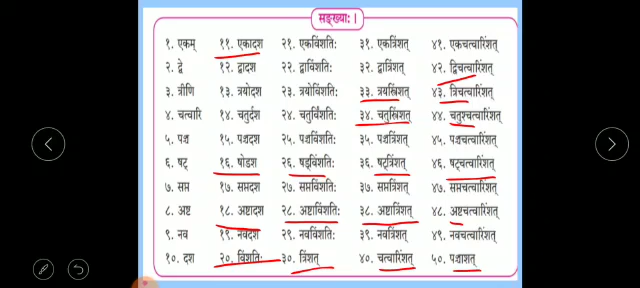 सङ्ख्याः।
१. एकम् ११. एकादश २१. एकविंशतिः ३१. एकत्रिंशत् ४१. एकचत्वारिंशत्
२. द्वे १२. द्वादश २२. द्वाविंशतिः ३२. द्वात्रिंशत् ४२. द्विचत्वारिंशत्
३. त्रीणि १३. त्रयोदश २३. त्रयोविंशतिः ३३. त्रयस्त्रिंशत् ४३. त्रिचत्वारिंशत्
४. चत्वारि १४. चतुर्दश २४. चतुर्विंशतिः ३४. चतुस्त्रिंशत् ४४. चतुश्चत्वारिंशत्
५. पञ्च १५. पञ्चदश २५. पञ्चविंशतिः ३५. पञ्चत्रिंशत् ४५. पञ्चचत्वारिंशत्
६. षट् १६. षोडश २६. षड्विंशतिः ३६. षट्त्रिंशत् ४६. षट्चत्वारिंशत्
७. सप्त १७. सप्तदश २७. सप्तविंशतिः ३७. सप्तत्रिंशत् ४७. सप्तचत्वारिंशत्
८. अष्ट १८. अष्टादश २८. अष्टाविंशतिः ३८. अष्टात्रिंशत् ४८. अष्टचत्वारिंशत्
९. नव १९. नवदश २९. नवविंशतिः ३९. नवत्रिंशत् ४९. नवचत्वारिंशत्
१०. दश २०. विंशतिः ३०. त्रिंशत् ४०. चत्वारिंशत् ५०. पञ्चाशत्